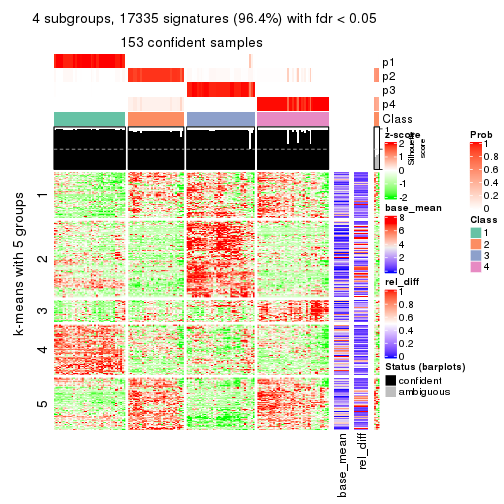 4 subgroups, 17335 signatures (96.4%) with fdr < 0.05
153 confident samples
p1
p2
p3
p4
Class
1
Silhouette
score
k-means with 5 groups
1
2
3
4
5
base_mean
rel_diff
z-score
2
1
0
-1
-2
base_mean
8
6
4
2
0
rel_diff
1
0.8
0.6
0.4
0.2
0
Status (barplots)
confident
ambiguous
Prob
1
0.8
0.6
0.4
0.2
0
Class
1
2
3
4